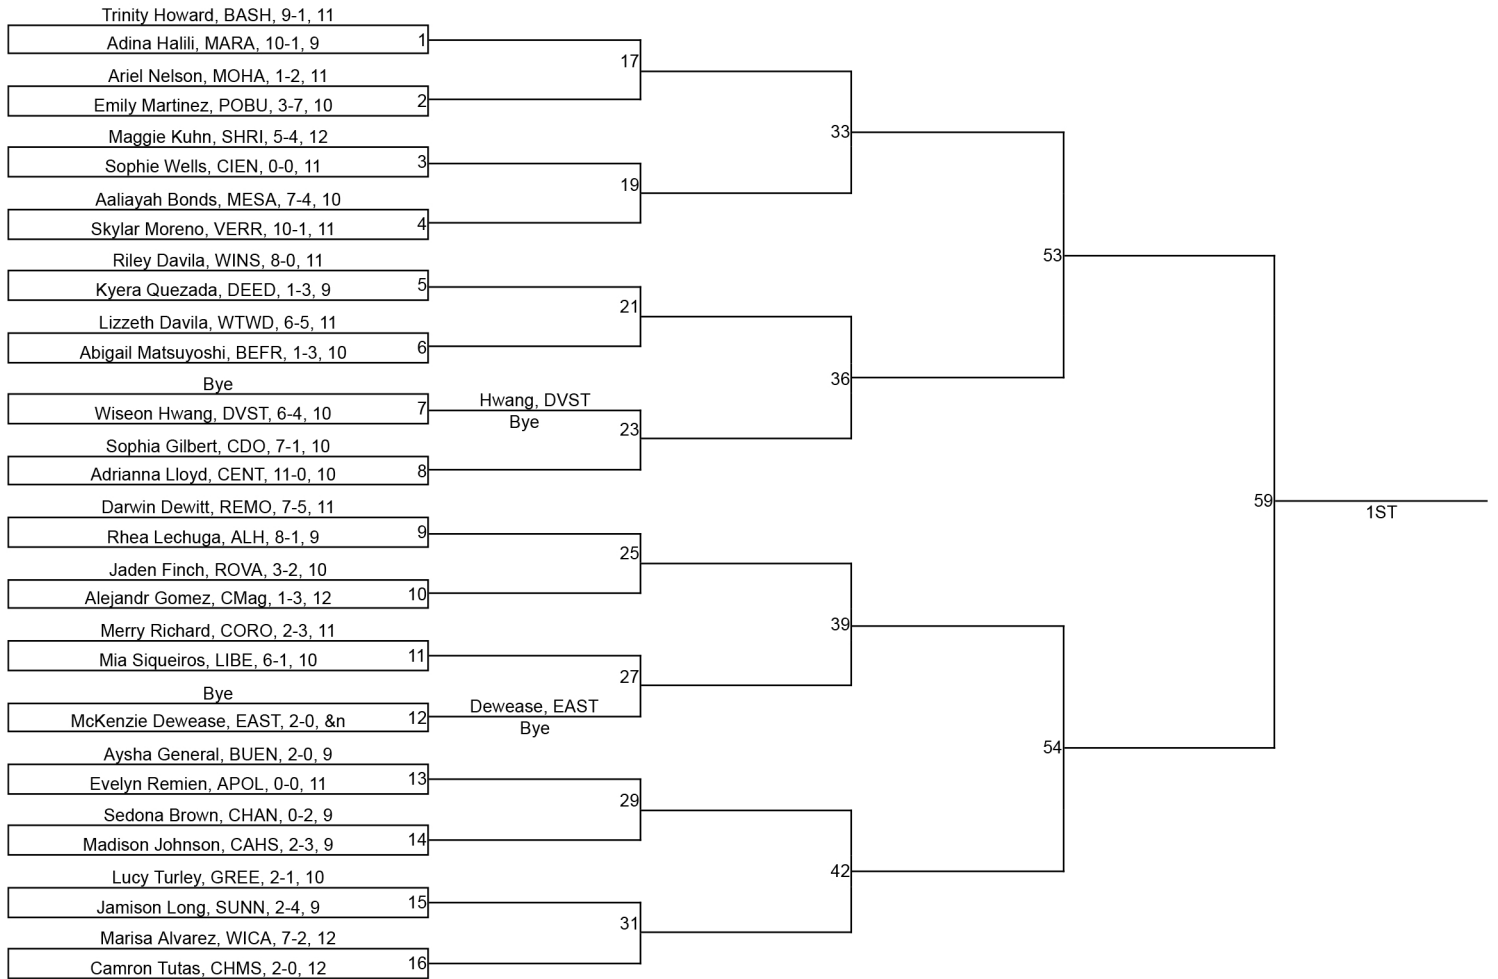 Trinity Howard, BASH, 9-1, 11
Adina Halili, MARA, 10-1, 9
1
17
Ariel Nelson, MOHA, 1-2, 11
Emily Martinez, POBU, 3-7, 10
2
33
Maggie Kuhn, SHRI, 5-4, 12
Sophie Wells, CIEN, 0-0, 11
3
19
Aaliayah Bonds, MESA, 7-4, 10
Skylar Moreno, VERR, 10-1, 11
4
53
Riley Davila, WINS, 8-0, 11
Kyera Quezada, DEED, 1-3, 9
5
21
Lizzeth Davila, WTWD, 6-5, 11
Abigail Matsuyoshi, BEFR, 1-3, 10
6
36
Bye
Wiseon Hwang, DVST, 6-4, 10
7
Hwang, DVST
Bye
23
Sophia Gilbert, CDO, 7-1, 10
Adrianna Lloyd, CENT, 11-0, 10
8
59
1ST
Darwin Dewitt, REMO, 7-5, 11
Rhea Lechuga, ALH, 8-1, 9
9
25
Jaden Finch, ROVA, 3-2, 10
Alejandr Gomez, CMag, 1-3, 12
10
39
Merry Richard, CORO, 2-3, 11
Mia Siqueiros, LIBE, 6-1, 10
11
27
Bye
McKenzie Dewease, EAST, 2-0, &n
12
Dewease, EAST
Bye
54
Aysha General, BUEN, 2-0, 9
Evelyn Remien, APOL, 0-0, 11
13
29
Sedona Brown, CHAN, 0-2, 9
Madison Johnson, CAHS, 2-3, 9
14
42
Lucy Turley, GREE, 2-1, 10
Jamison Long, SUNN, 2-4, 9
15
31
Marisa Alvarez, WICA, 7-2, 12
Camron Tutas, CHMS, 2-0, 12
16